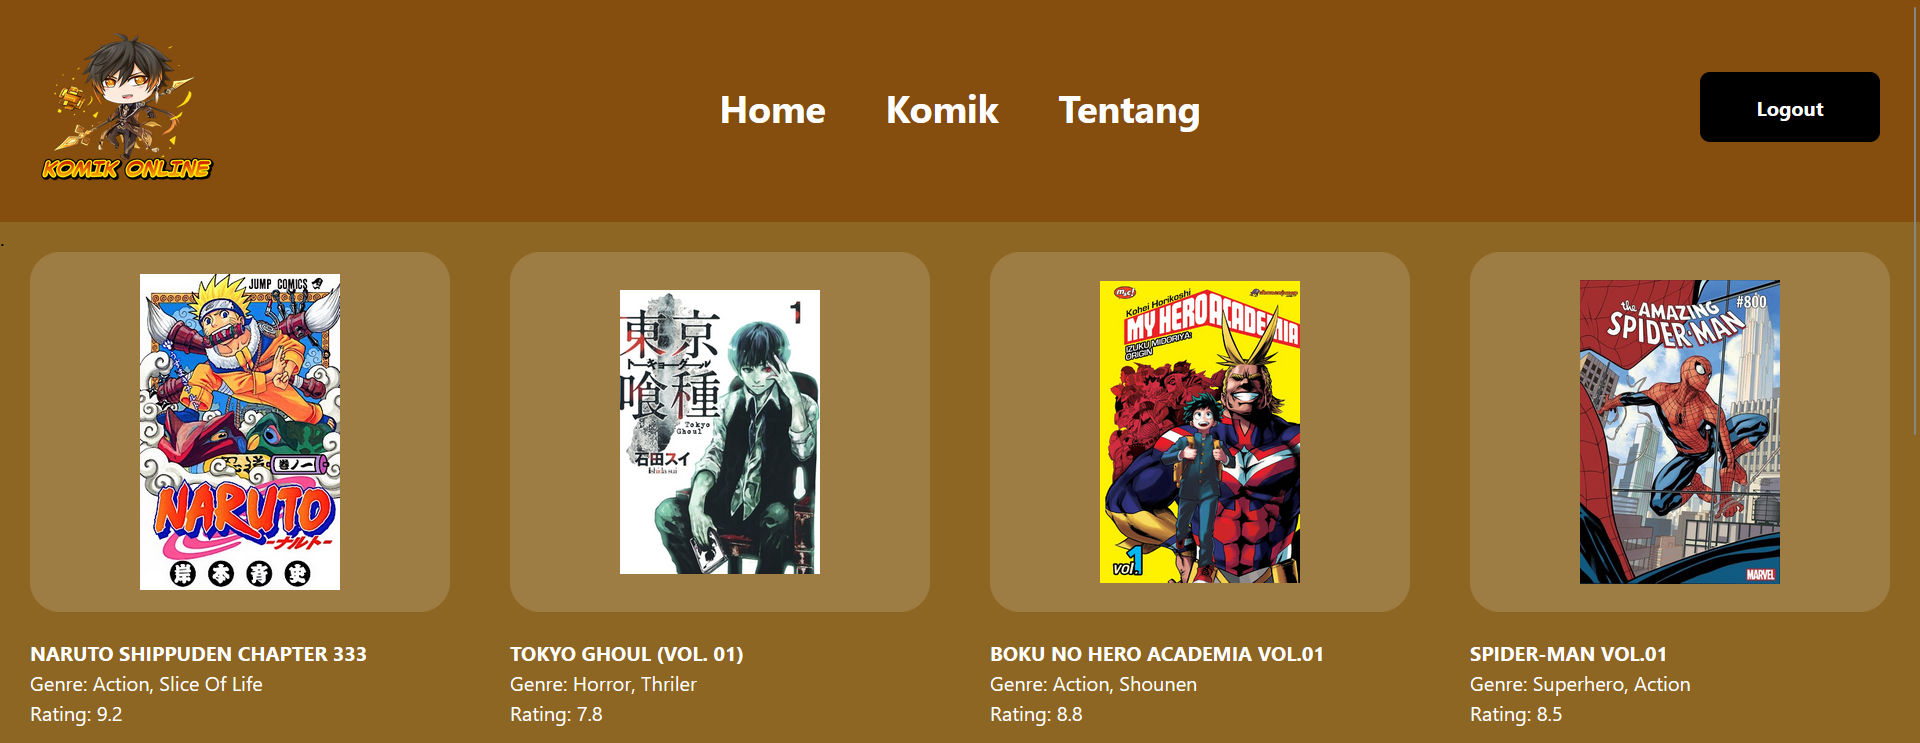 KOMIK ONLINE
Home Komik Tentang
Logout
.
JUMP COMICS
巻ノ一
NARUTO
-ナルト-
岸本斉史
1
東京
トーキョーグール
喰種
Tokyo
Ghoul
石田スイ
Ishida sui
m&c!
Kohei Horikoshi
MY HERO ACADEMIA
IZUKU MIDORIYA:
ORIGIN
vol.1
#800
the AMAZING
SPIDER-MAN
MARVEL
NARUTO SHIPPUDEN CHAPTER 333
Genre: Action, Slice Of Life
Rating: 9.2
TOKYO GHOUL (VOL. 01)
Genre: Horror, Thriler
Rating: 7.8
BOKU NO HERO ACADEMIA VOL.01
Genre: Action, Shounen
Rating: 8.8
SPIDER-MAN VOL.01
Genre: Superhero, Action
Rating: 8.5